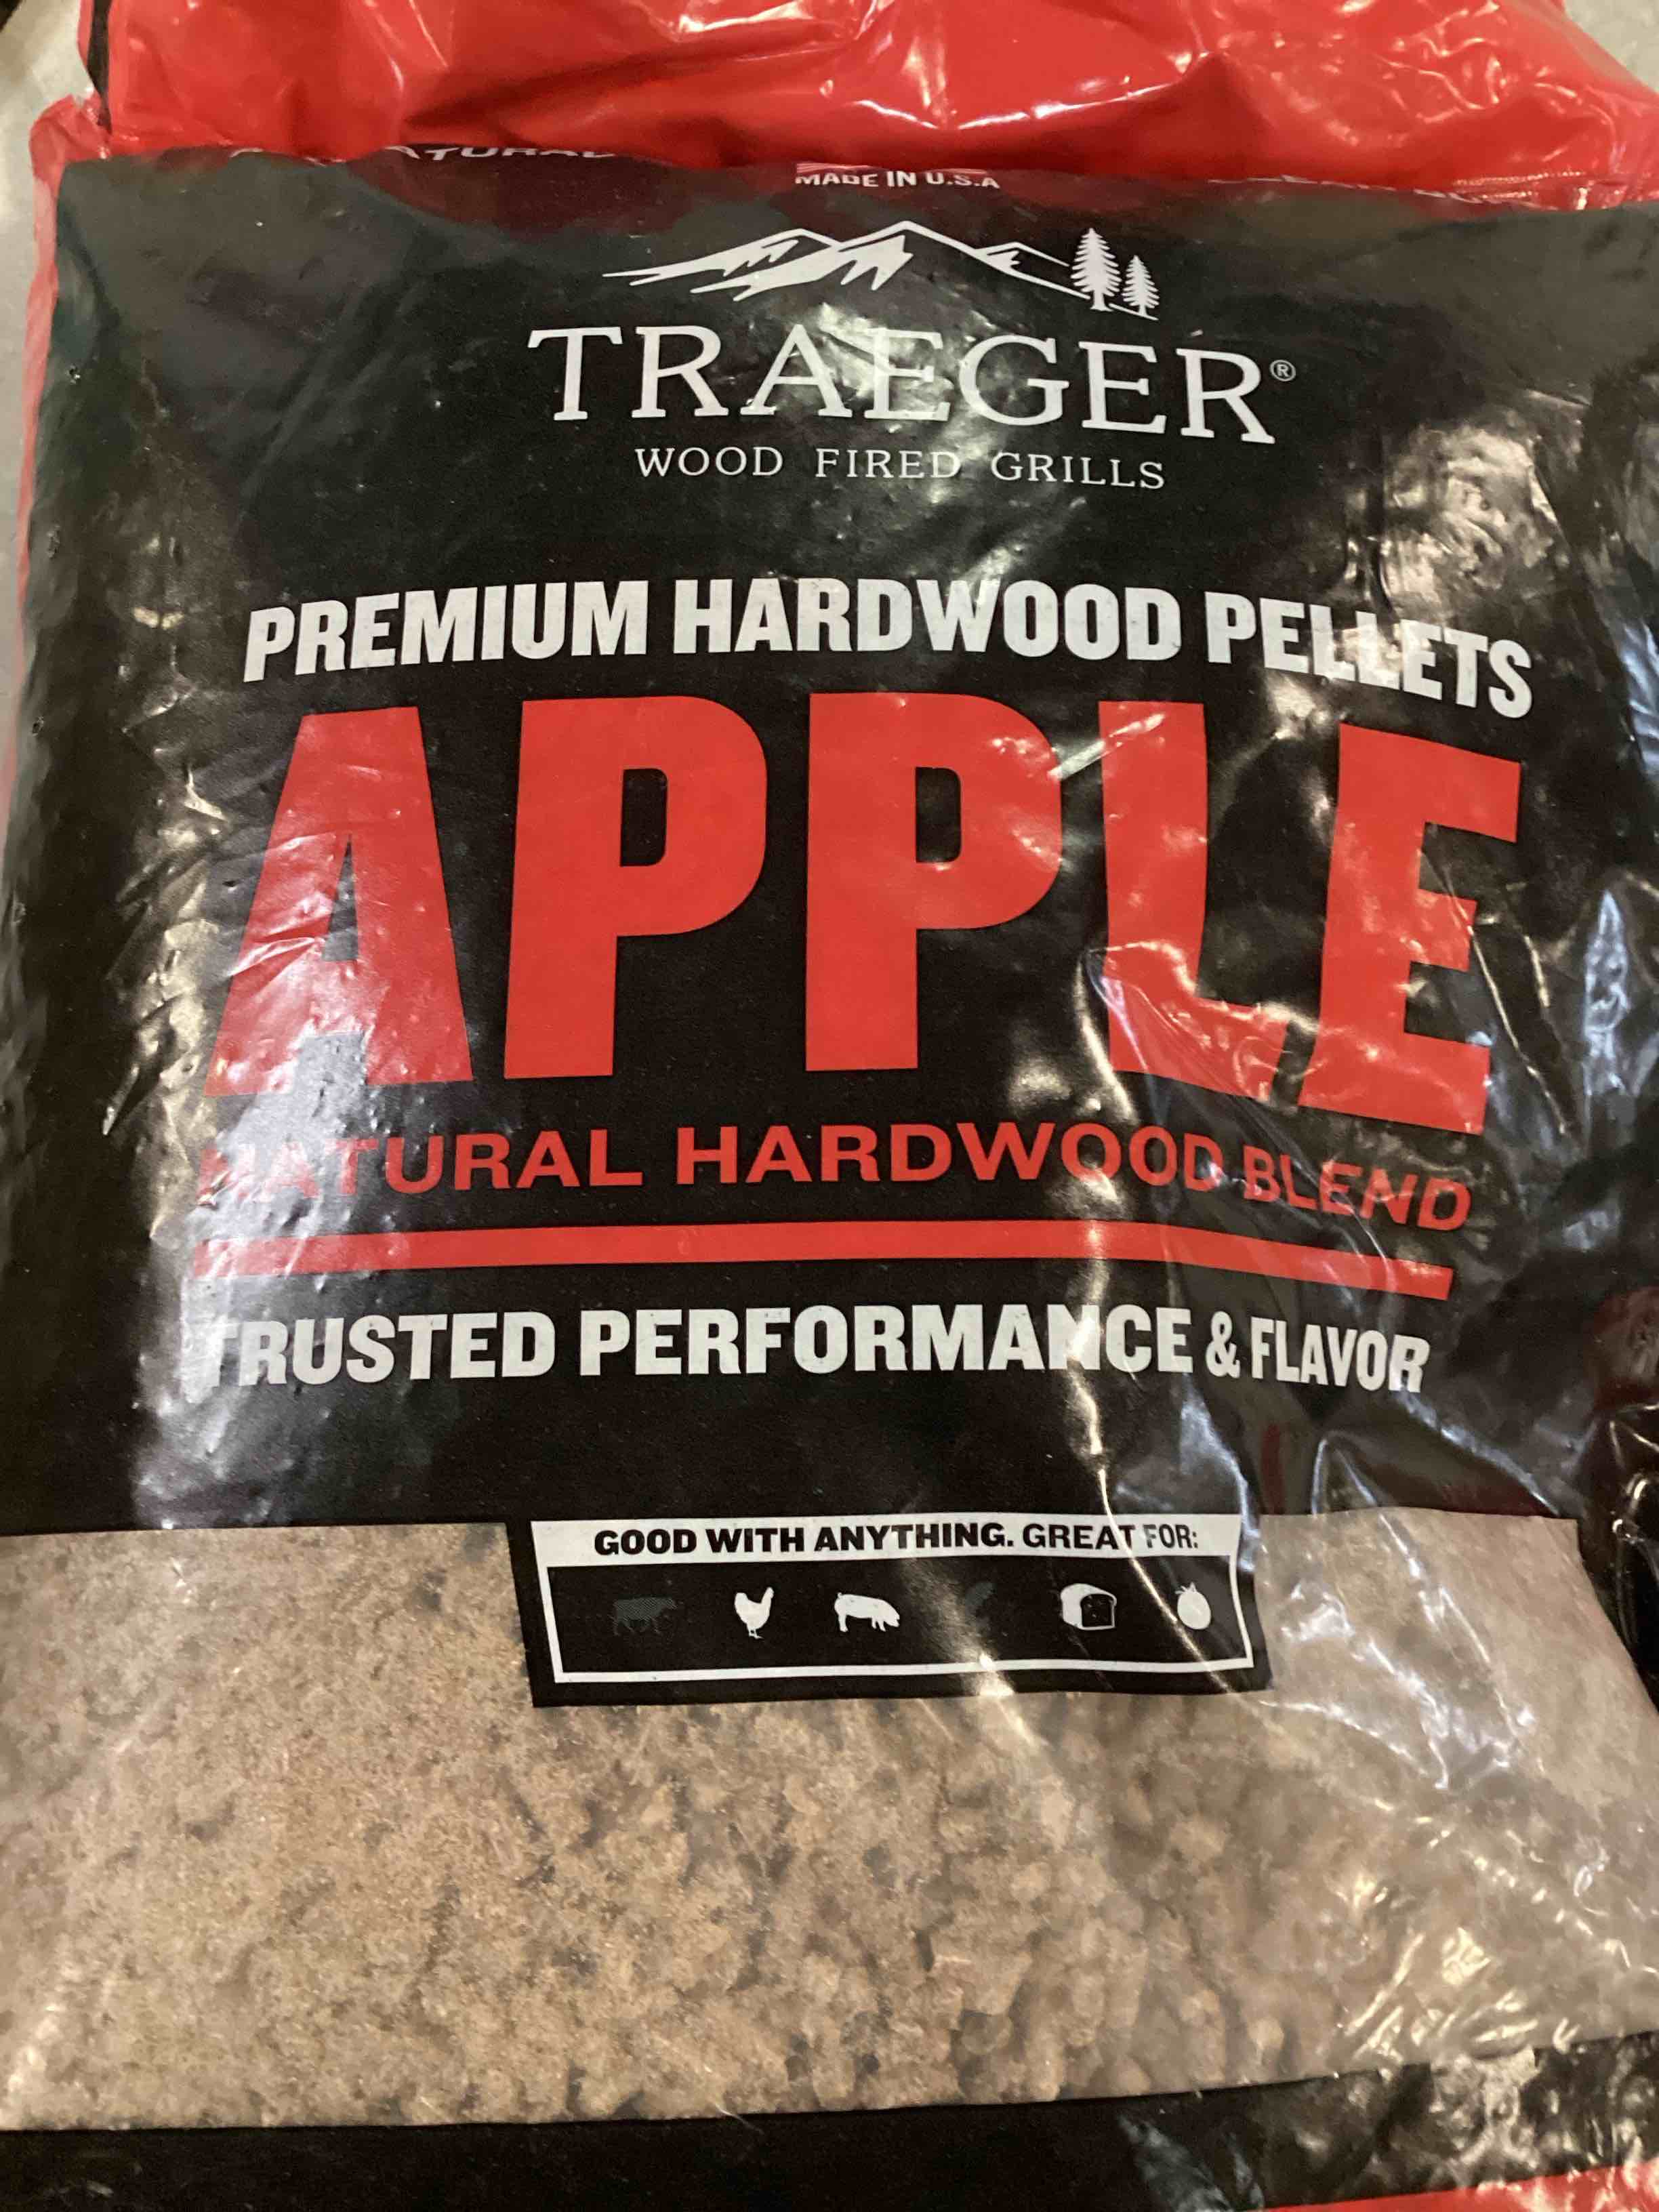 MADE IN U.S.A
TRAEGER®
WOOD FIRED GRILLS
PREMIUM HARDWOOD PELLETS
APPLE
NATURAL HARDWOOD BLEND
TRUSTED PERFORMANCE & FLAVOR
GOOD WITH ANYTHING. GREAT FOR: